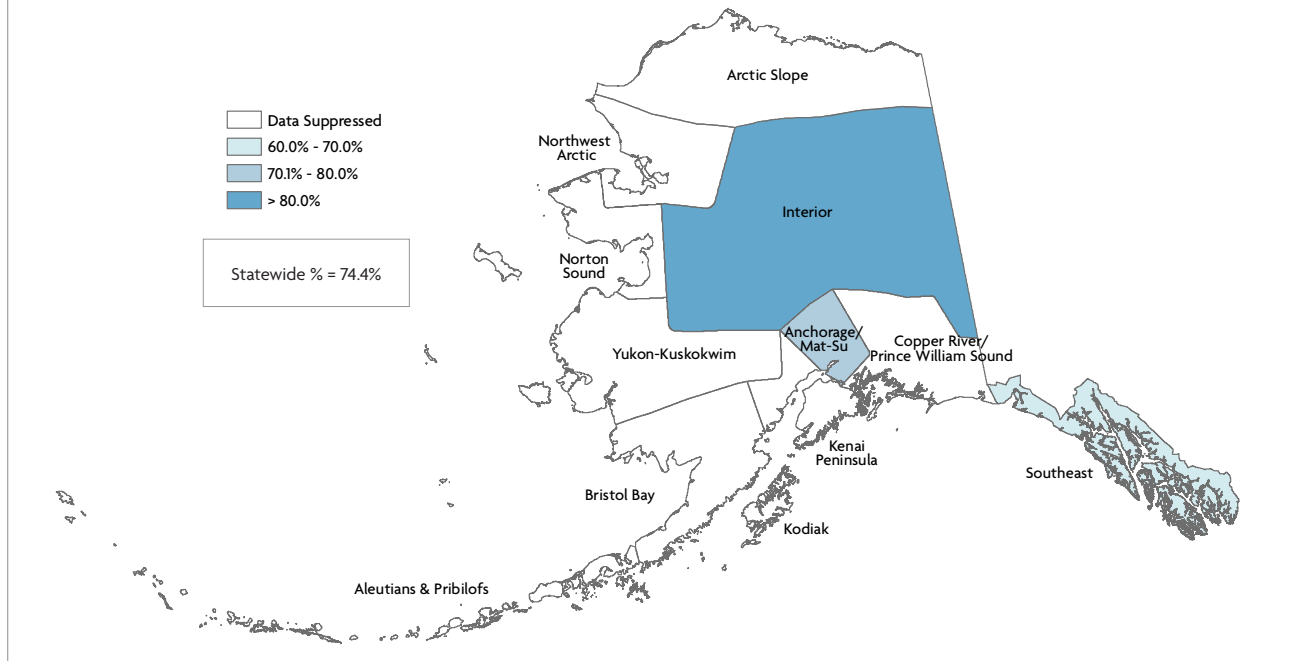 Arctic Slope
Data Suppressed
60.0% - 70.0%
70.1% - 80.0%
> 80.0%
Statewide % = 74.4%
Northwest
Arctic
Interior
Norton
Sound
Anchorage/
Mat-Su
Copper River/
Prince William Sound
Yukon-Kuskokwim
Kenai
Peninsula
Southeast
Bristol Bay
Kodiak
Aleutians & Pribilofs